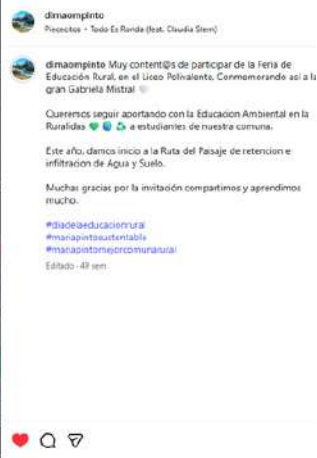 dimaompinto
Piececitos • Todo Es Ronda (feat. Claudia Stern)
dimaompinto Muy content@s de participar de la Feria de
Educación Rural, en el Liceo Polivalente, Conmemorando asi a la
gran Gabriela Mistral 🤍
Queremos seguir aportando con la Educacion Ambiental en la
Ruralidas 💚 🌎 ♻️ a estudiantes de nuestra comuna.
Este año, damos inicio a la Ruta del Paisaje de retencion e
infiltracion de Agua y Suelo.
Muchas gracias por la invitación compartimos y aprendimos
mucho.
#diadelaeducacionrural
#mariapintosustentable
#mariapintomejorcomunarural
Editado · 49 sem